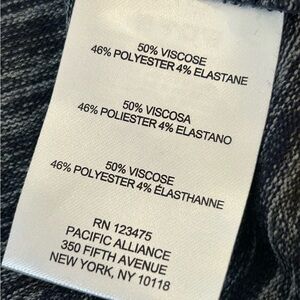 50% VISCOSE
46% POLYESTER 4% ELASTANE
50% VISCOSA
46% POLIESTER 4% ELASTANO
50% VISCOSE
46% POLYESTER 4% ÉLASTHANNE
RN 123475
PACIFIC ALLIANCE
350 FIFTH AVENUE
NEW YORK, NY 10118